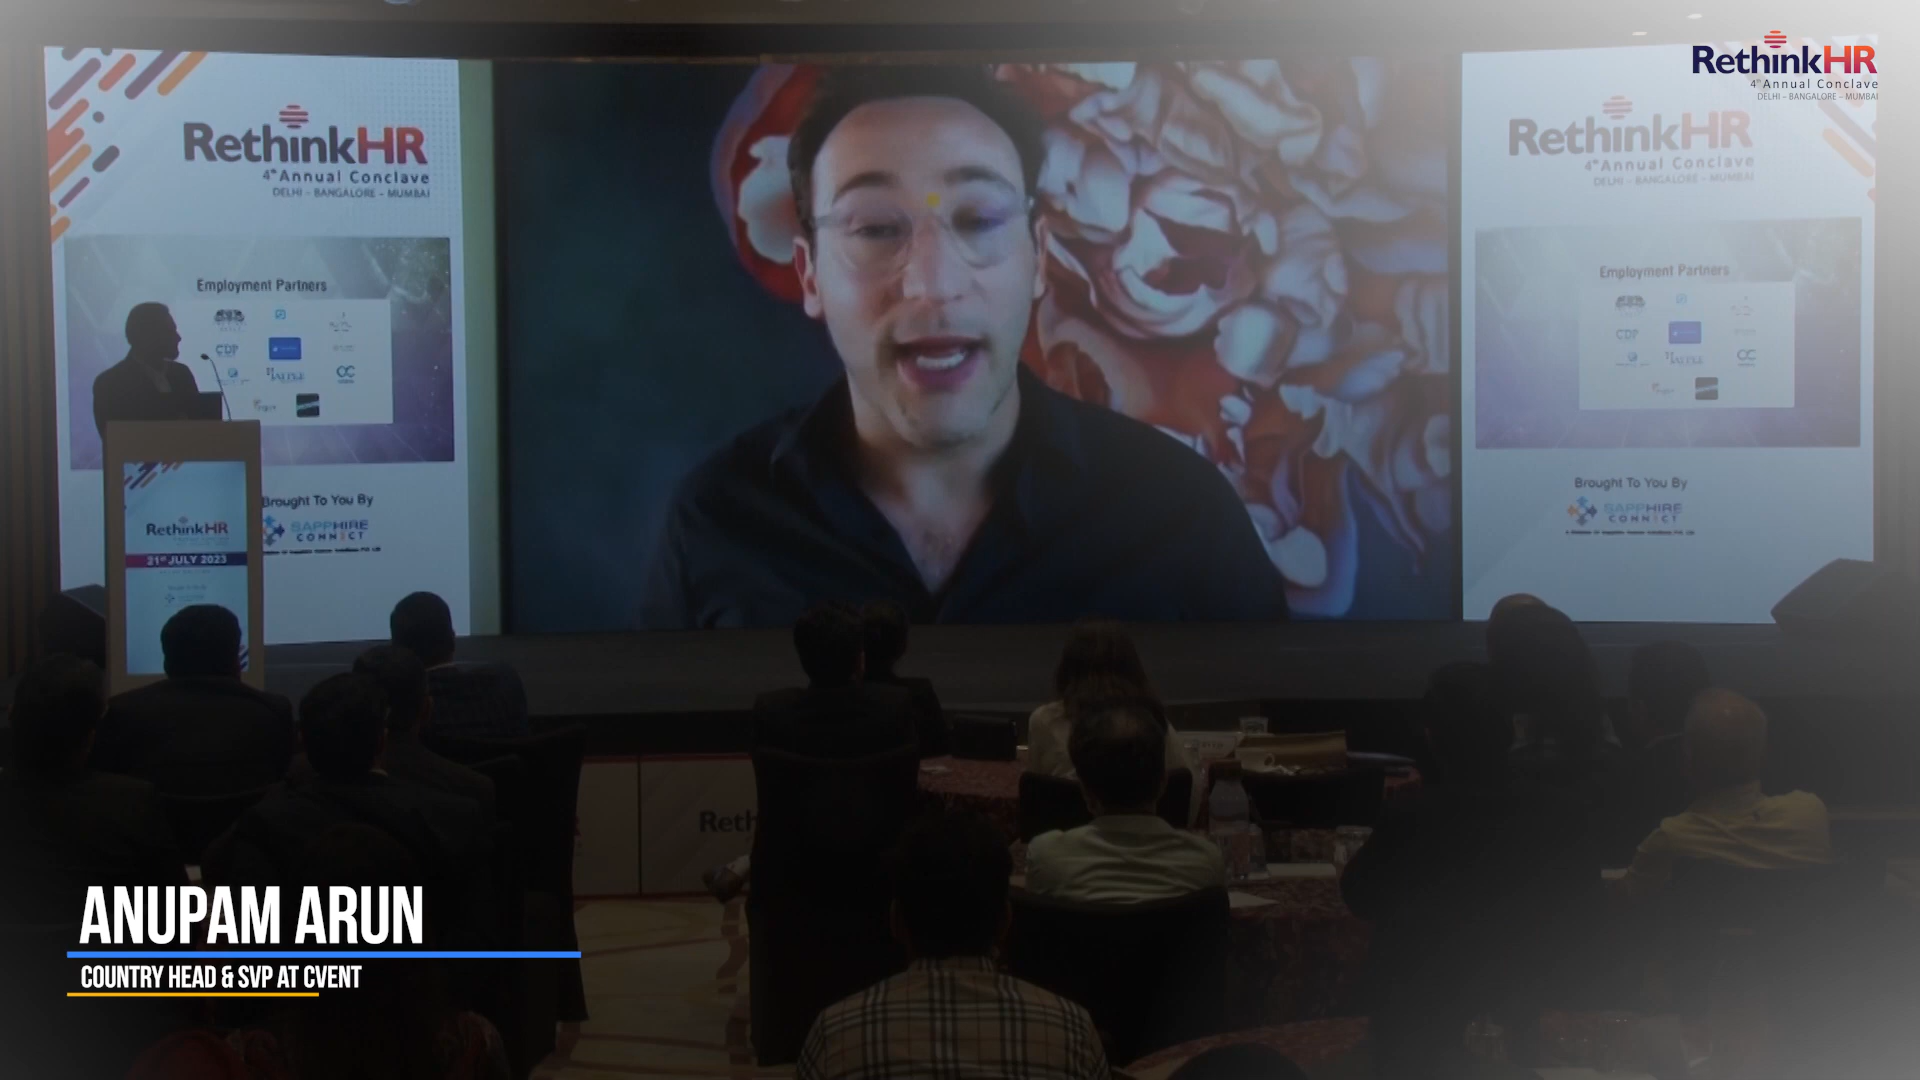 RethinkHR
4th Annual Conclave
DELHI – BANGALORE – MUMBAI
RethinkHR
4th Annual Conclave
DELHI – BANGALORE – MUMBAI
Employment Partners
CDP
Brought To You By
SAPPHIRE
CONNECT
RethinkHR
4th Annual Conclave
DELHI – BANGALORE – MUMBAI
Employment Partners
CDP
Brought To You By
SAPPHIRE
CONNECT
RethinkHR
21st JULY 2023
Reth
ANUPAM ARUN
COUNTRY HEAD & SVP AT CVENT